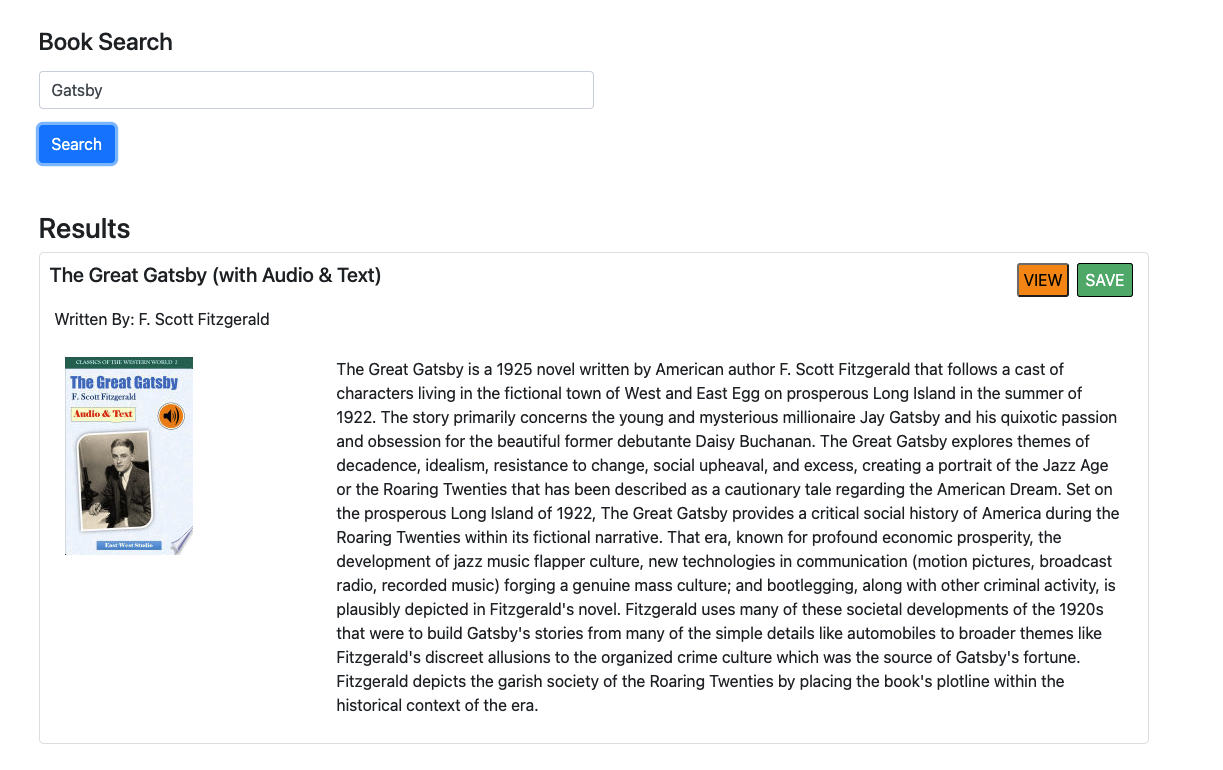 Book Search
Gatsby
Search
Results
The Great Gatsby (with Audio & Text)
VIEW
SAVE
Written By: F. Scott Fitzgerald
CLASSICS OF THE WESTERN WORLD 2
The Great Gatsby
F. Scott Fitzgerald
Audio & Text
East West Studio
The Great Gatsby is a 1925 novel written by American author F. Scott Fitzgerald that follows a cast of
characters living in the fictional town of West and East Egg on prosperous Long Island in the summer of
1922. The story primarily concerns the young and mysterious millionaire Jay Gatsby and his quixotic passion
and obsession for the beautiful former debutante Daisy Buchanan. The Great Gatsby explores themes of
decadence, idealism, resistance to change, social upheaval, and excess, creating a portrait of the Jazz Age
or the Roaring Twenties that has been described as a cautionary tale regarding the American Dream. Set on
the prosperous Long Island of 1922, The Great Gatsby provides a critical social history of America during the
Roaring Twenties within its fictional narrative. That era, known for profound economic prosperity, the
development of jazz music flapper culture, new technologies in communication (motion pictures, broadcast
radio, recorded music) forging a genuine mass culture; and bootlegging, along with other criminal activity, is
plausibly depicted in Fitzgerald's novel. Fitzgerald uses many of these societal developments of the 1920s
that were to build Gatsby's stories from many of the simple details like automobiles to broader themes like
Fitzgerald's discreet allusions to the organized crime culture which was the source of Gatsby's fortune.
Fitzgerald depicts the garish society of the Roaring Twenties by placing the book's plotline within the
historical context of the era.